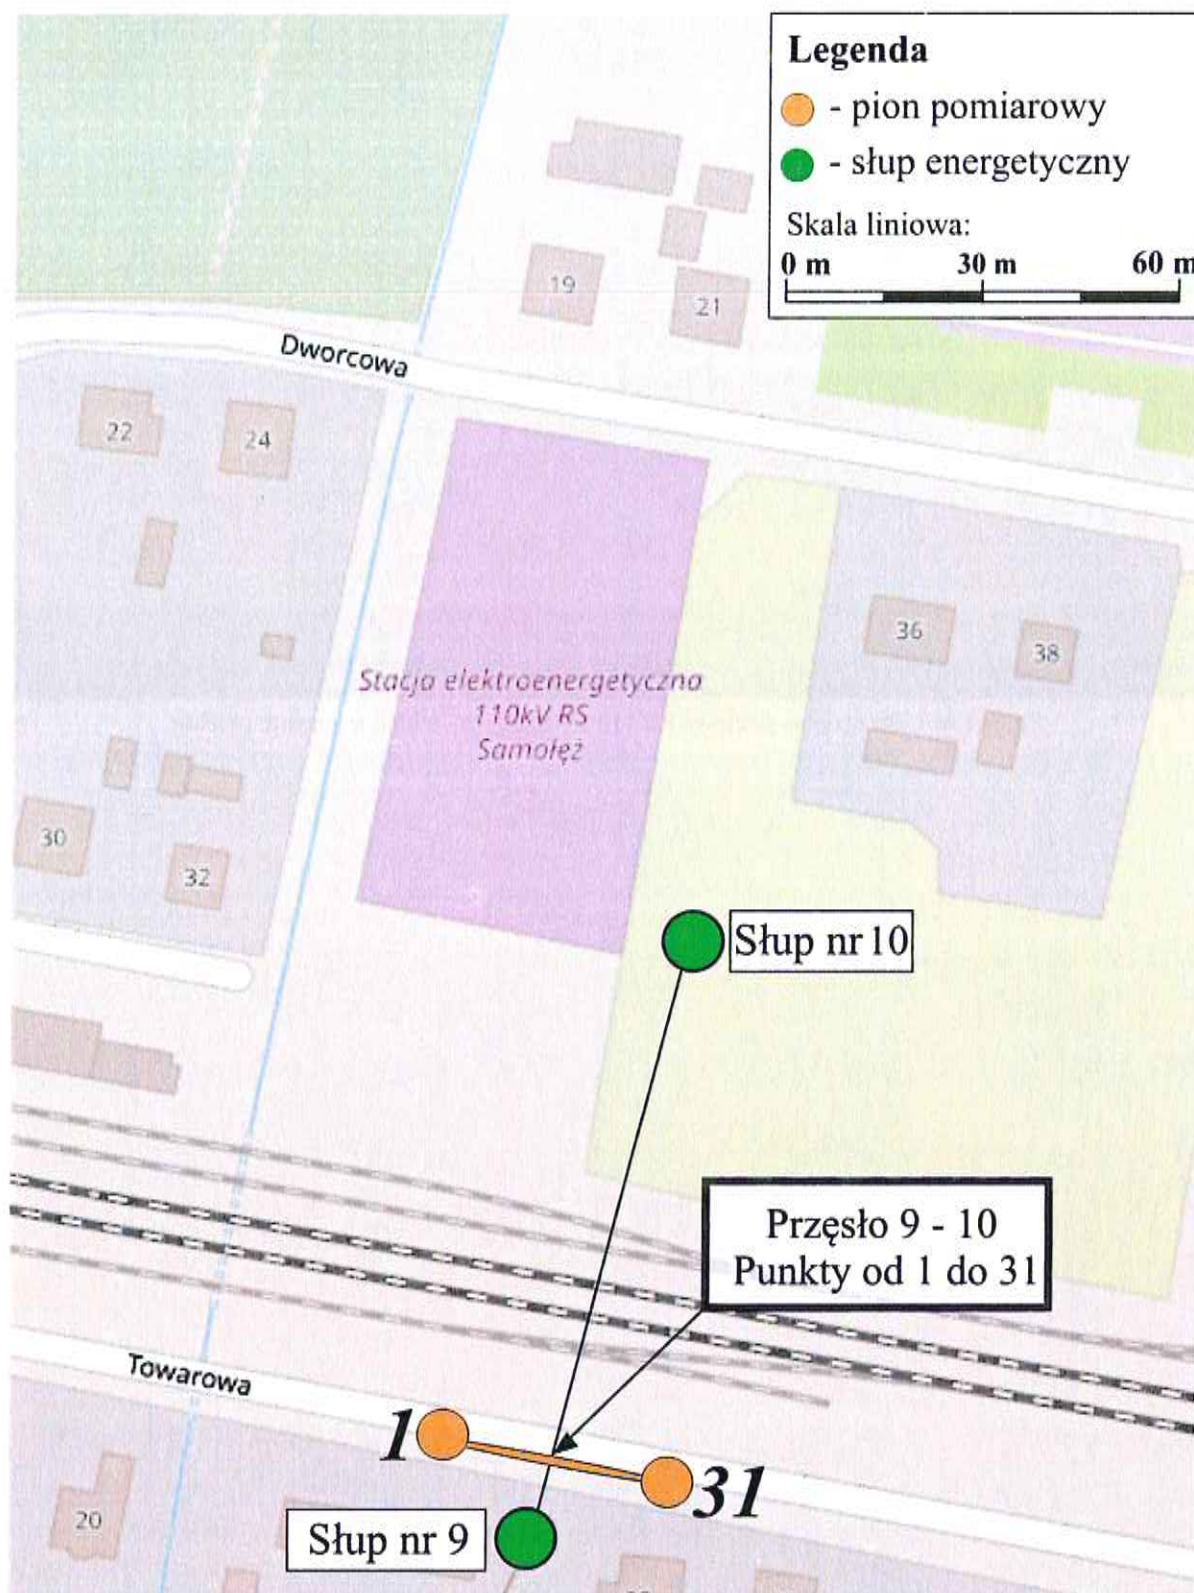 Legenda
- pion pomiarowy
- słup energetyczny
Skala liniowa:
0 m 30 m 60 m
19
21
Dworcowa
22
24
36
38
Stacja elektroenergetyczna
110kV RS
Samołęż
30
32
Słup nr 10
Przęsło 9 - 10
Punkty od 1 do 31
Towarowa
1
31
20
Słup nr 9